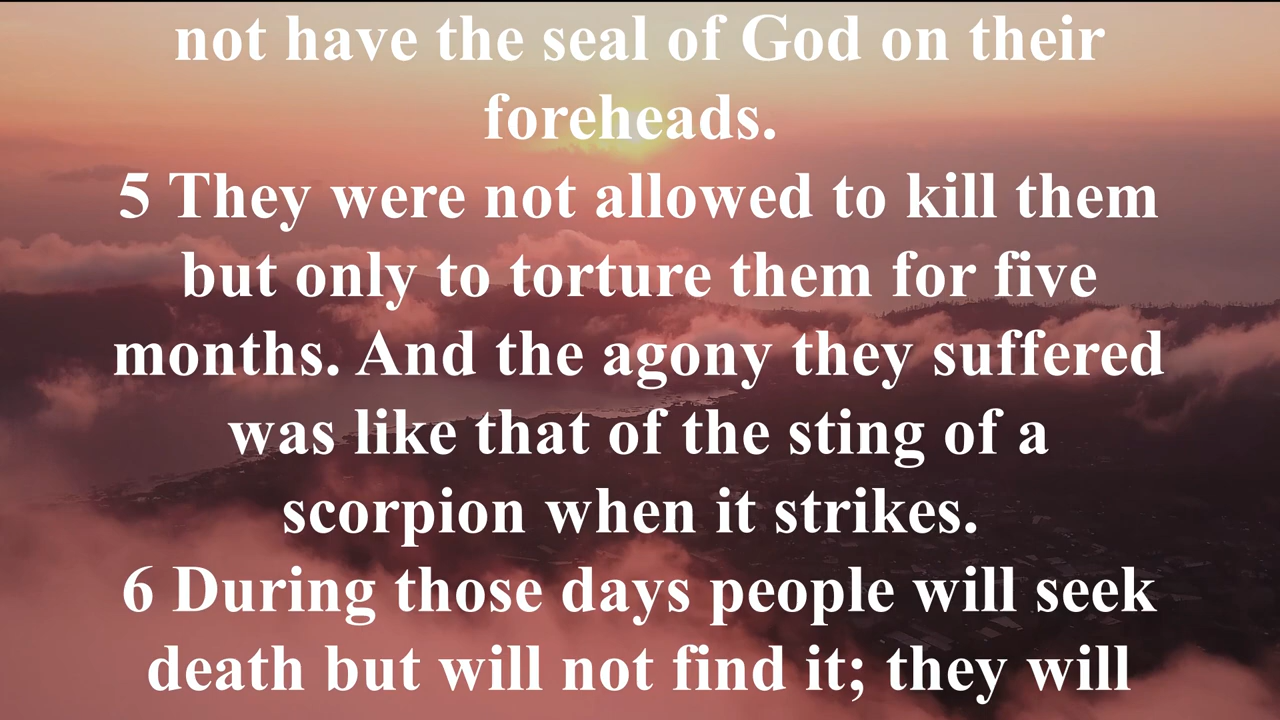 not have the seal of God on their
foreheads.
5 They were not allowed to kill them
but only to torture them for five
months. And the agony they suffered
was like that of the sting of a
scorpion when it strikes.
6 During those days people will seek
death but will not find it; they will